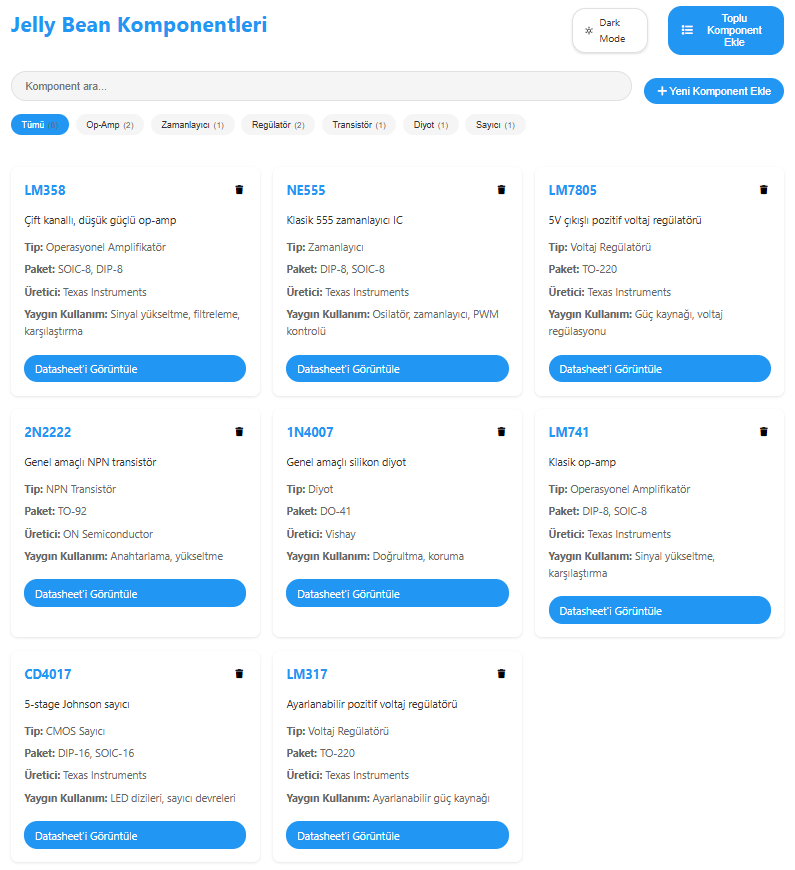 Jelly Bean Komponentleri
Dark
Mode
Toplu
Komponent
Ekle
Komponent ara...
Yeni Komponent Ekle
Tümü (8)
Op-Amp (2)
Zamanlayıcı (1)
Regülatör (2)
Transistör (1)
Diyot (1)
Sayıcı (1)
LM358
Çift kanallı, düşük güçlü op-amp
Tip: Operasyonel Amplifikatör
Paket: SOIC-8, DIP-8
Üretici: Texas Instruments
Yaygın Kullanım: Sinyal yükseltme, filtreleme,
karşılaştırma
Datasheet'i Görüntüle
NE555
Klasik 555 zamanlayıcı IC
Tip: Zamanlayıcı
Paket: DIP-8, SOIC-8
Üretici: Texas Instruments
Yaygın Kullanım: Osilatör, zamanlayıcı, PWM
kontrolü
Datasheet'i Görüntüle
LM7805
5V çıkışlı pozitif voltaj regülatörü
Tip: Voltaj Regülatörü
Paket: TO-220
Üretici: Texas Instruments
Yaygın Kullanım: Güç kaynağı, voltaj
regülasyonu
Datasheet'i Görüntüle
2N2222
Genel amaçlı NPN transistör
Tip: NPN Transistör
Paket: TO-92
Üretici: ON Semiconductor
Yaygın Kullanım: Anahtarlama, yükseltme
Datasheet'i Görüntüle
1N4007
Genel amaçlı silikon diyot
Tip: Diyot
Paket: DO-41
Üretici: Vishay
Yaygın Kullanım: Doğrultma, koruma
Datasheet'i Görüntüle
LM741
Klasik op-amp
Tip: Operasyonel Amplifikatör
Paket: DIP-8, SOIC-8
Üretici: Texas Instruments
Yaygın Kullanım: Sinyal yükseltme,
karşılaştırma
Datasheet'i Görüntüle
CD4017
5-stage Johnson sayıcı
Tip: CMOS Sayıcı
Paket: DIP-16, SOIC-16
Üretici: Texas Instruments
Yaygın Kullanım: LED dizileri, sayıcı devreleri
Datasheet'i Görüntüle
LM317
Ayarlanabilir pozitif voltaj regülatörü
Tip: Voltaj Regülatörü
Paket: TO-220
Üretici: Texas Instruments
Yaygın Kullanım: Ayarlanabilir güç kaynağı
Datasheet'i Görüntüle